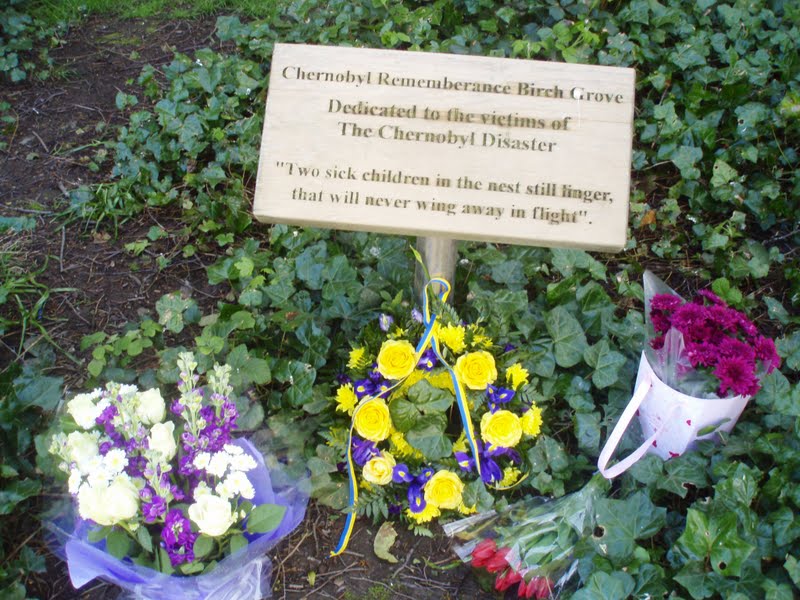 Chernobyl Rememberance Birch Grove
Dedicated to the victims of
The Chernobyl Disaster
"Two sick children in the nest still linger,
that will never wing away in flight".